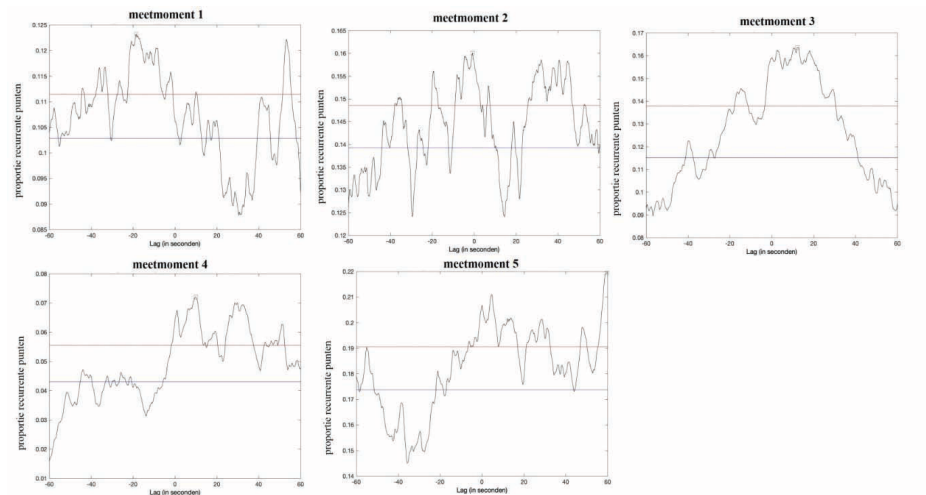 meetmoment 1
proportie recurrente punten
0.125
0.12
0.115
0.11
0.105
0.1
0.095
0.09
0.085
-60 -40 -20 0 20 40 60
Lag (in seconden)
meetmoment 2
proportie recurrente punten
0.165
0.16
0.155
0.15
0.145
0.14
0.135
0.13
0.125
0.12
-60 -40 -20 0 20 40 60
Lag (in seconden)
meetmoment 3
proportie recurrente punten
0.17
0.16
0.15
0.14
0.13
0.12
0.11
0.1
0.09
0.08
-60 -40 -20 0 20 40 60
Lag (in seconden)
meetmoment 4
proportie recurrente punten
0.08
0.07
0.06
0.05
0.04
0.03
0.02
0.01
-60 -40 -20 0 20 40 60
Lag (in seconden)
meetmoment 5
proportie recurrente punten
0.22
0.21
0.2
0.19
0.18
0.17
0.16
0.15
0.14
-60 -40 -20 0 20 40 60
Lag (in seconden)